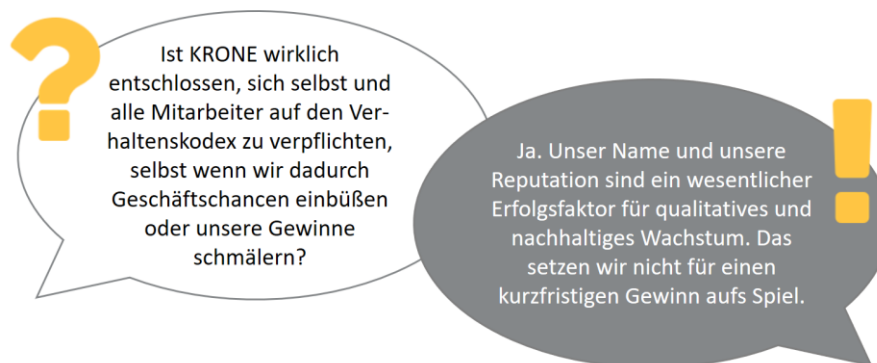 ?
Ist KRONE wirklich
entschlossen, sich selbst und
alle Mitarbeiter auf den Ver-
haltenskodex zu verpflichten,
selbst wenn wir dadurch
Geschäftschancen einbüßen
oder unsere Gewinne
schmälern?
!
Ja. Unser Name und unsere
Reputation sind ein wesentlicher
Erfolgsfaktor für qualitatives und
nachhaltiges Wachstum. Das
setzen wir nicht für einen
kurzfristigen Gewinn aufs Spiel.